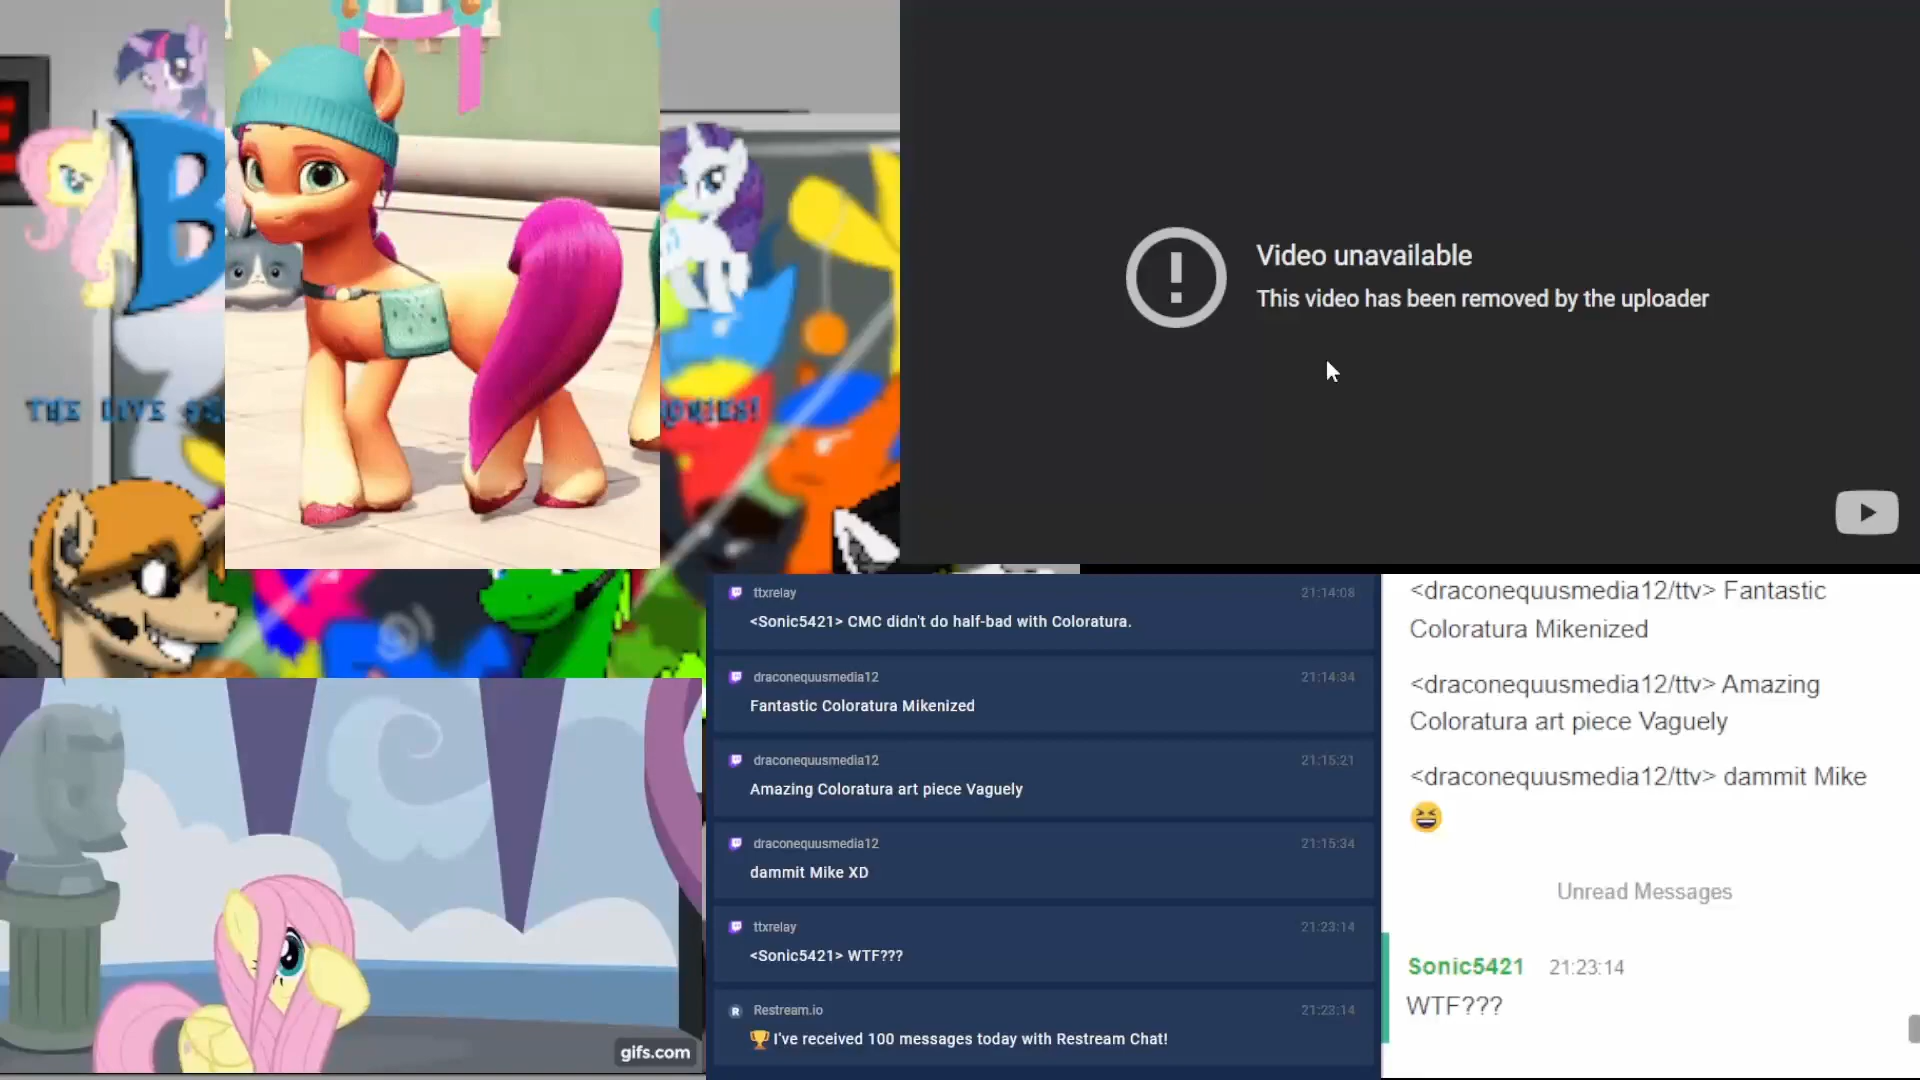 B
THE LIVE
Video unavailable
This video has been removed by the uploader
ttxrelay 21:14:08
<Sonic5421> CMC didn't do half-bad with Coloratura.
draconequusmedia12 21:14:34
Fantastic Coloratura Mikenized
draconequusmedia12 21:15:21
Amazing Coloratura art piece Vaguely
draconequusmedia12 21:15:34
dammit Mike XD
ttxrelay 21:23:14
<Sonic5421> WTF???
R Restream.io 21:23:14
🏆 I've received 100 messages today with Restream Chat!
<draconequusmedia12/ttv> Fantastic
Coloratura Mikenized
<draconequusmedia12/ttv> Amazing
Coloratura art piece Vaguely
<draconequusmedia12/ttv> dammit Mike
😆
Unread Messages
Sonic5421 21:23:14
WTF???
gifs.com